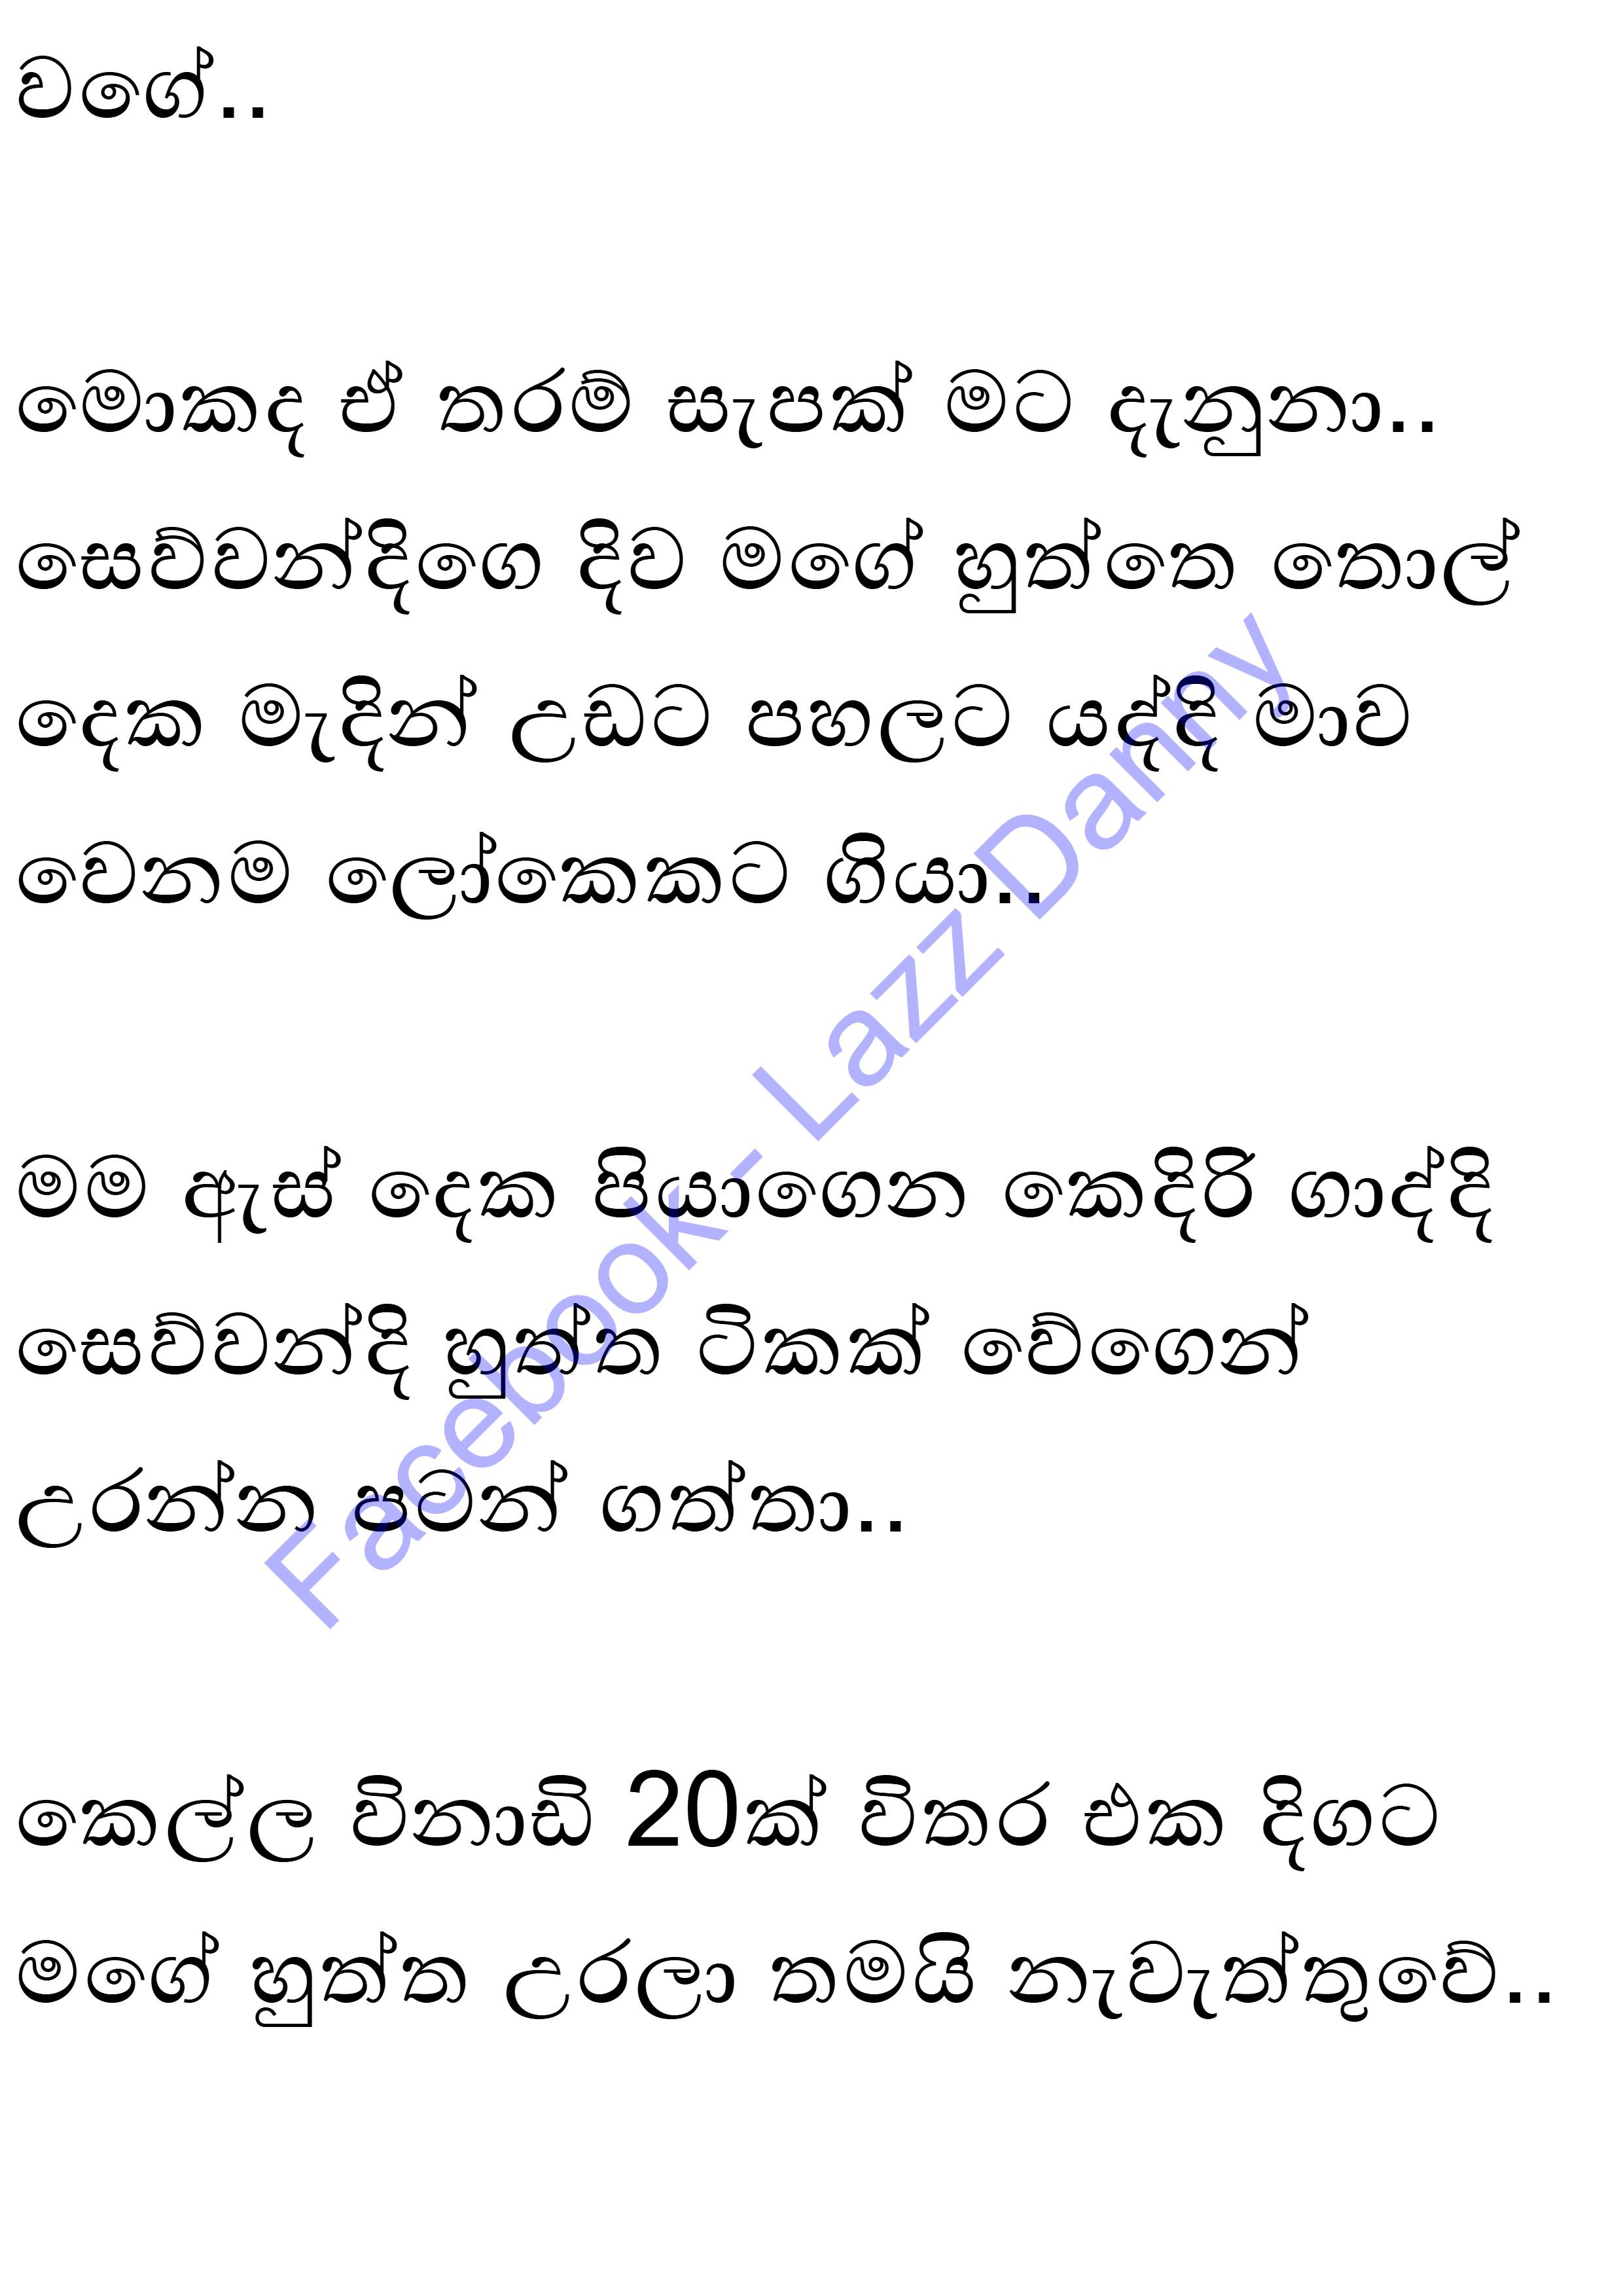 වගේ..
මොකද ඒ තරම් සැපක් මට දැනුනා..
සෙව්වන්දිගෙ දිව මගේ හුත්තෙ තොල්
දෙක මැදින් උඩට පහලට යද්දි මාව
වෙනම ලෝකෙකට ගියා..
මම ඇස් දෙක පියාගෙන කෙදිරි ගාද්දි
සෙව්වන්දි හුත්ත ටිකක් වේගෙන්
උරන්න පටන් ගත්තා..
කෙල්ල විනාඩි 20ක් විතර එක දිගට
මගේ හුත්ත උරලා තමයි නැවැත්තුවේ..
Facebook- Lazz Danny